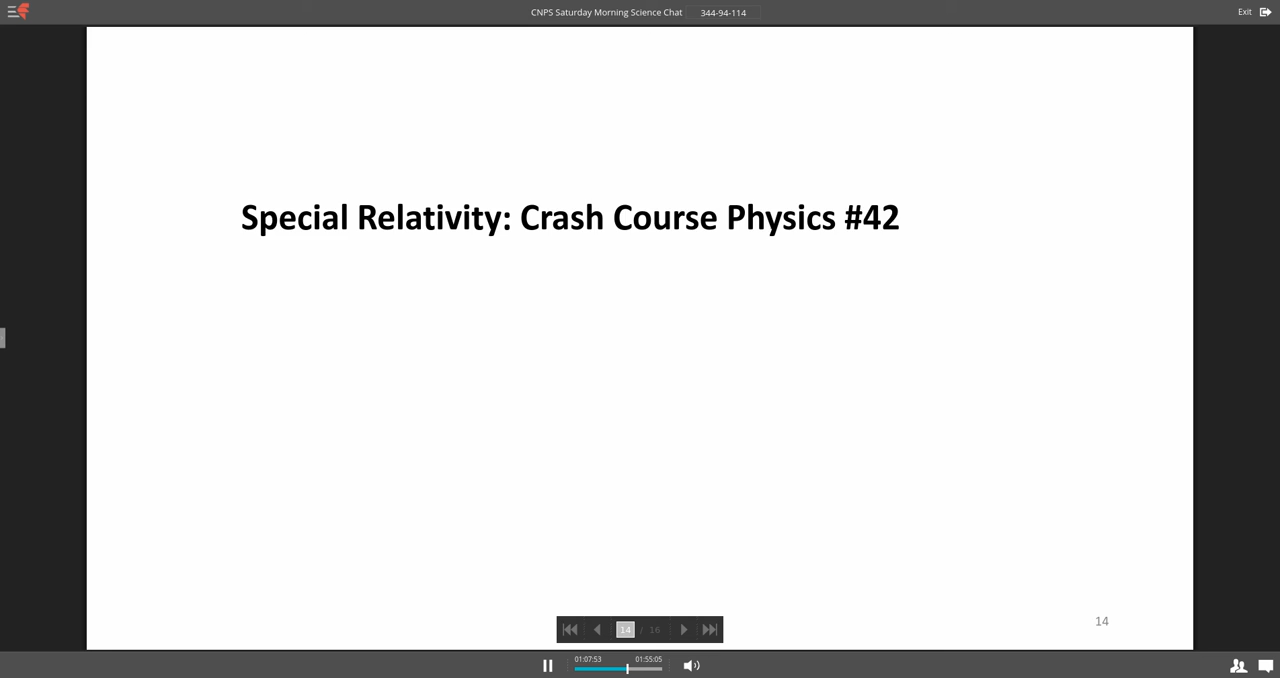 CNPS Saturday Morning Science Chat 344-94-114
Exit
Special Relativity: Crash Course Physics #42
14
14 / 16
01:07:53 01:55:05